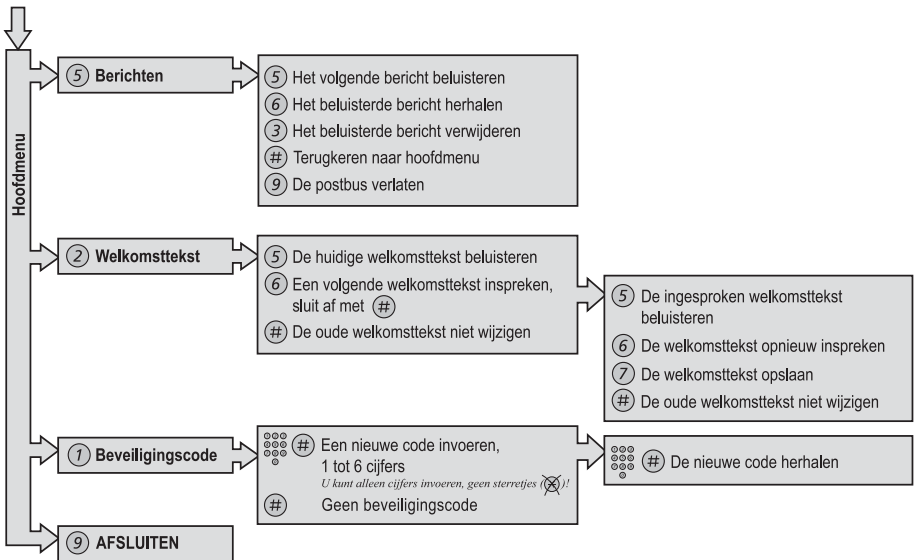 Hoofdmenu
5 Berichten
5 Het volgende bericht beluisteren
6 Het beluisterde bericht herhalen
3 Het beluisterde bericht verwijderen
# Terugkeren naar hoofdmenu
9 De postbus verlaten
2 Welkomsttekst
5 De huidige welkomsttekst beluisteren
6 Een volgende welkomsttekst inspreken,
sluit af met #
# De oude welkomsttekst niet wijzigen
5 De ingesproken welkomsttekst
beluisteren
6 De welkomsttekst opnieuw inspreken
7 De welkomsttekst opslaan
# De oude welkomsttekst niet wijzigen
1 Beveiligingscode
# Een nieuwe code invoeren,
1 tot 6 cijfers
U kunt alleen cijfers invoeren, geen sterretjes (*)!
# Geen beveiligingscode
# De nieuwe code herhalen
9 AFSLUITEN